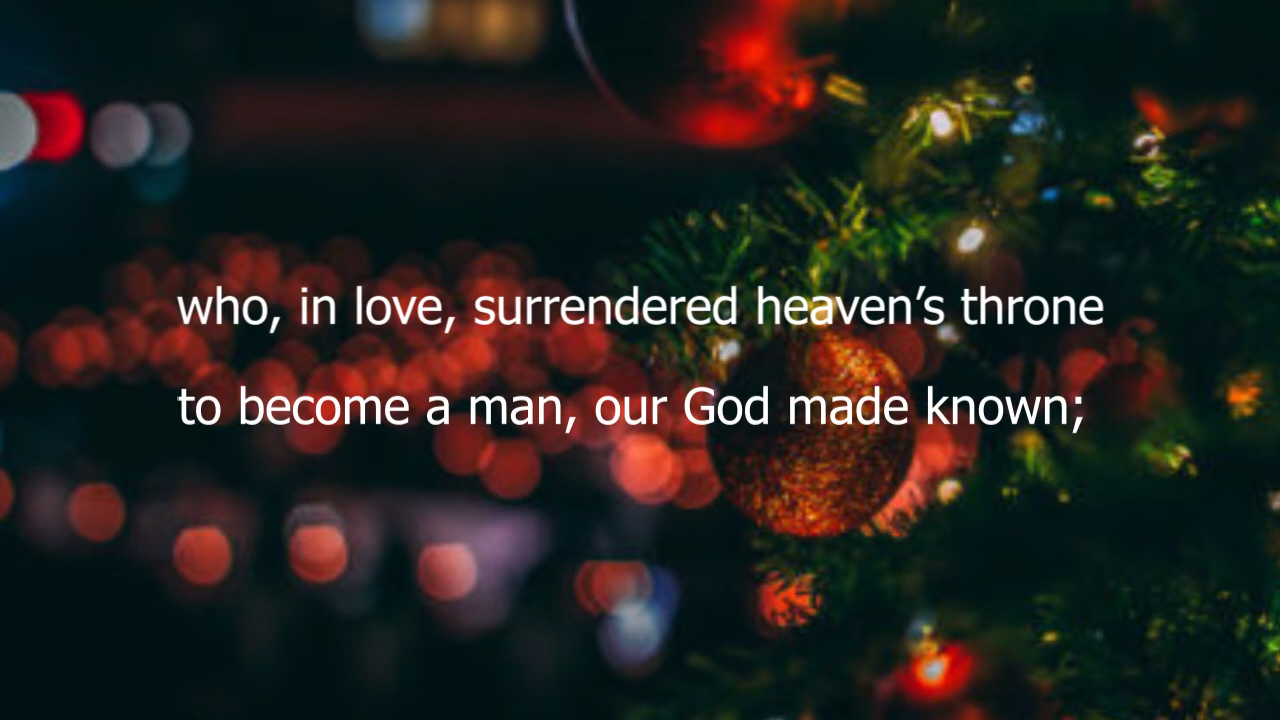 who, in love, surrendered heaven’s throne
to become a man, our God made known;